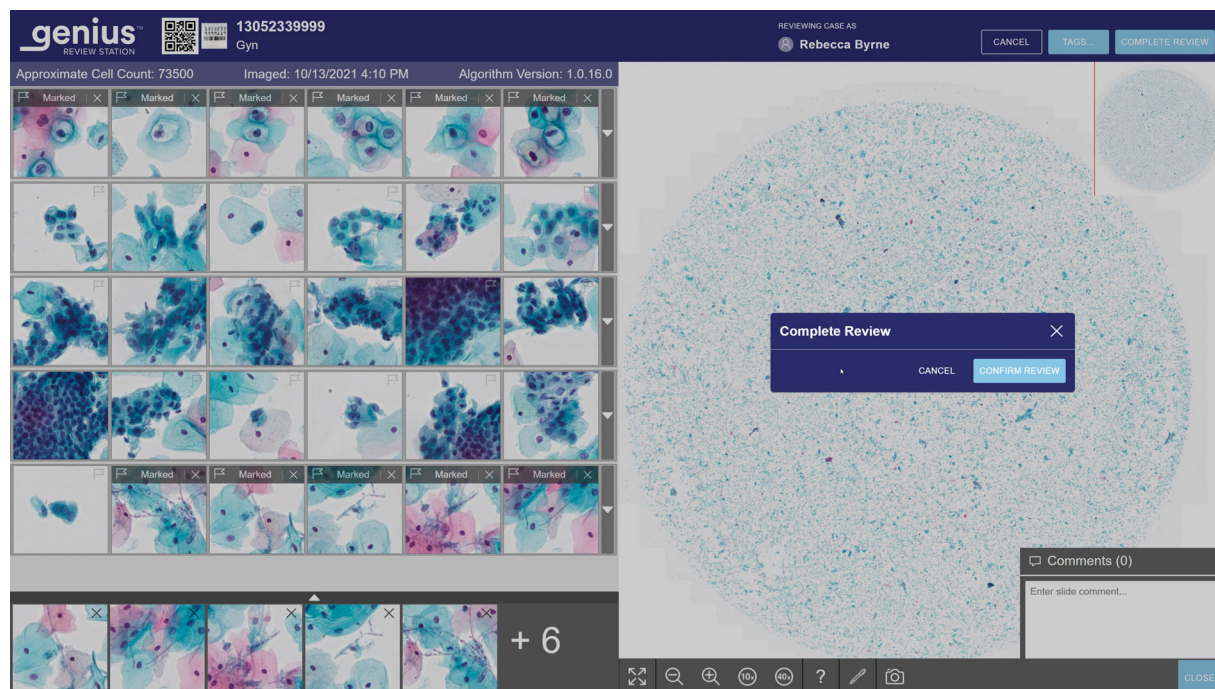 genius™
REVIEW STATION
13052339999
Gyn
REVIEWING CASE AS
Rebecca Byrne
CANCEL
TAGS...
COMPLETE REVIEW
Approximate Cell Count: 73500
Imaged: 10/13/2021 4:10 PM
Algorithm Version: 1.0.16.0
Marked
Marked
Marked
Marked
Marked
Marked
Complete Review
CANCEL
CONFIRM REVIEW
Marked
Marked
Marked
Marked
Marked
Comments (0)
Enter slide comment...
+ 6
10x
40x
?
CLOSE